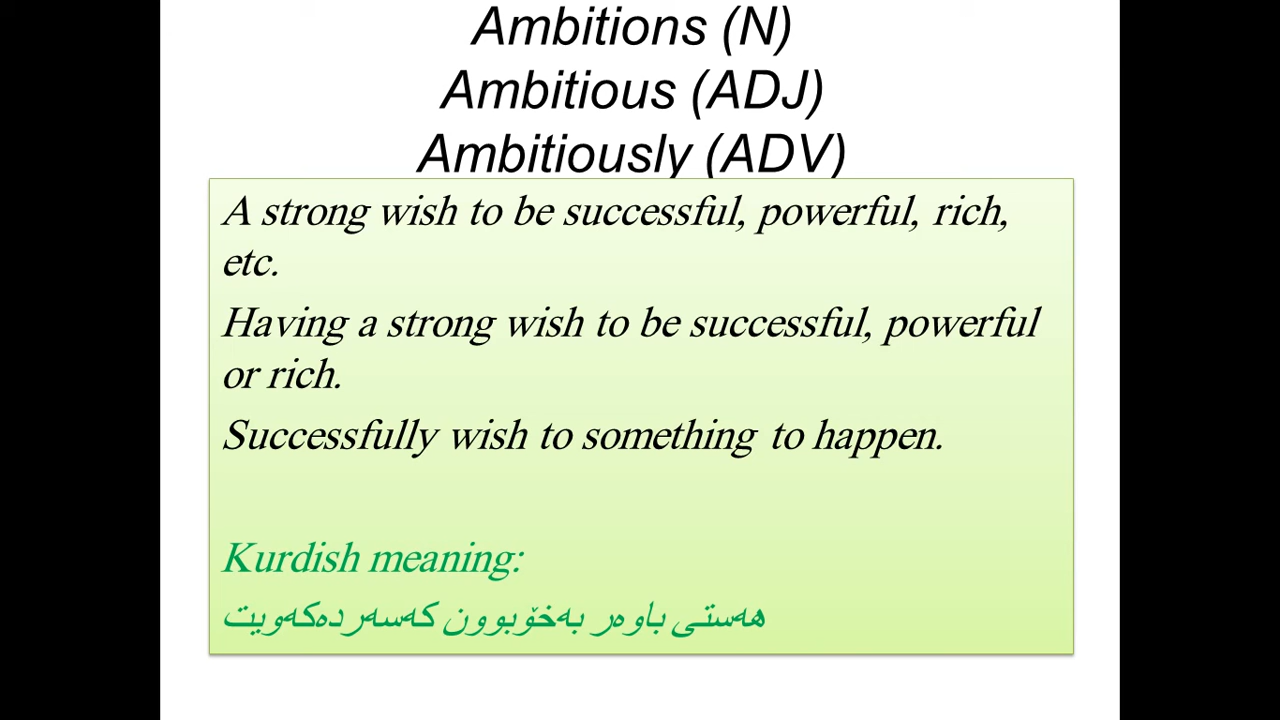 Ambitions (N)
Ambitious (ADJ)
Ambitiously (ADV)
A strong wish to be successful, powerful, rich,
etc.
Having a strong wish to be successful, powerful
or rich.
Successfully wish to something to happen.
Kurdish meaning:
هەستی باوەر بەخۆبوون کەسەردەکەویت